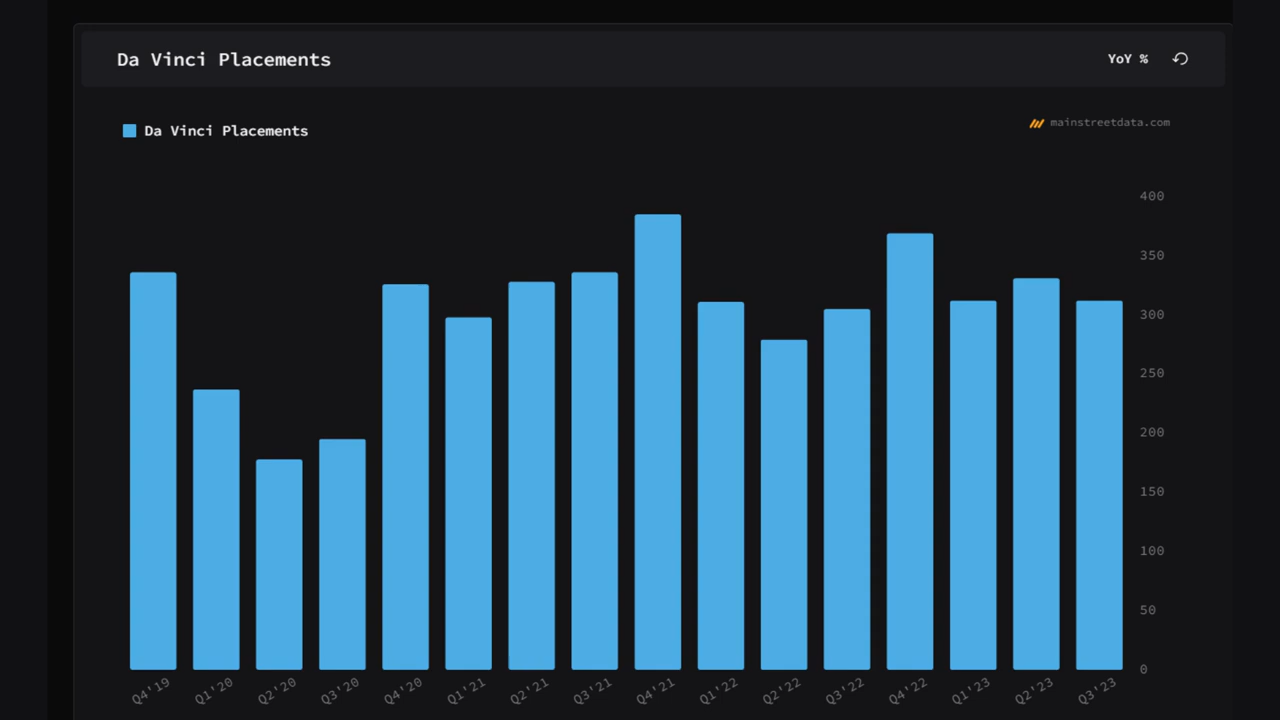 Da Vinci Placements
YoY %
Da Vinci Placements
mainstreetdata.com
400
350
300
250
200
150
100
50
0
Q4'19 Q1'20 Q2'20 Q3'20 Q4'20 Q1'21 Q2'21 Q3'21 Q4'21 Q1'22 Q2'22 Q3'22 Q4'22 Q1'23 Q2'23 Q3'23